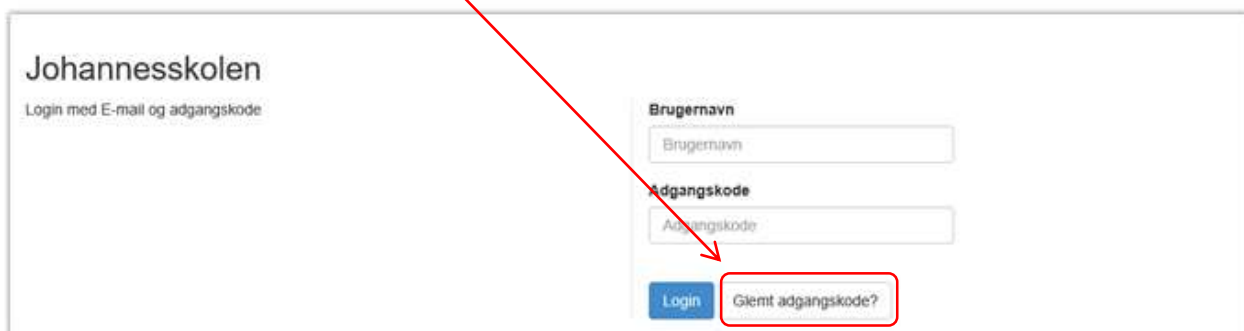 Johannesskolen
Login med E-mail og adgangskode
Brugernavn
Brugernavn
Adgangskode
Adgangskode
Login
Glemt adgangskode?